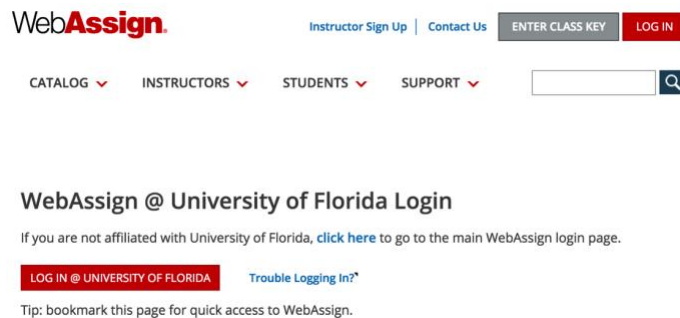 WebAssign.
Instructor Sign Up | Contact Us ENTER CLASS KEY LOG IN
CATALOG INSTRUCTORS STUDENTS SUPPORT
WebAssign @ University of Florida Login
If you are not affiliated with University of Florida, click here to go to the main WebAssign login page.
LOG IN @ UNIVERSITY OF FLORIDA Trouble Logging In?
Tip: bookmark this page for quick access to WebAssign.